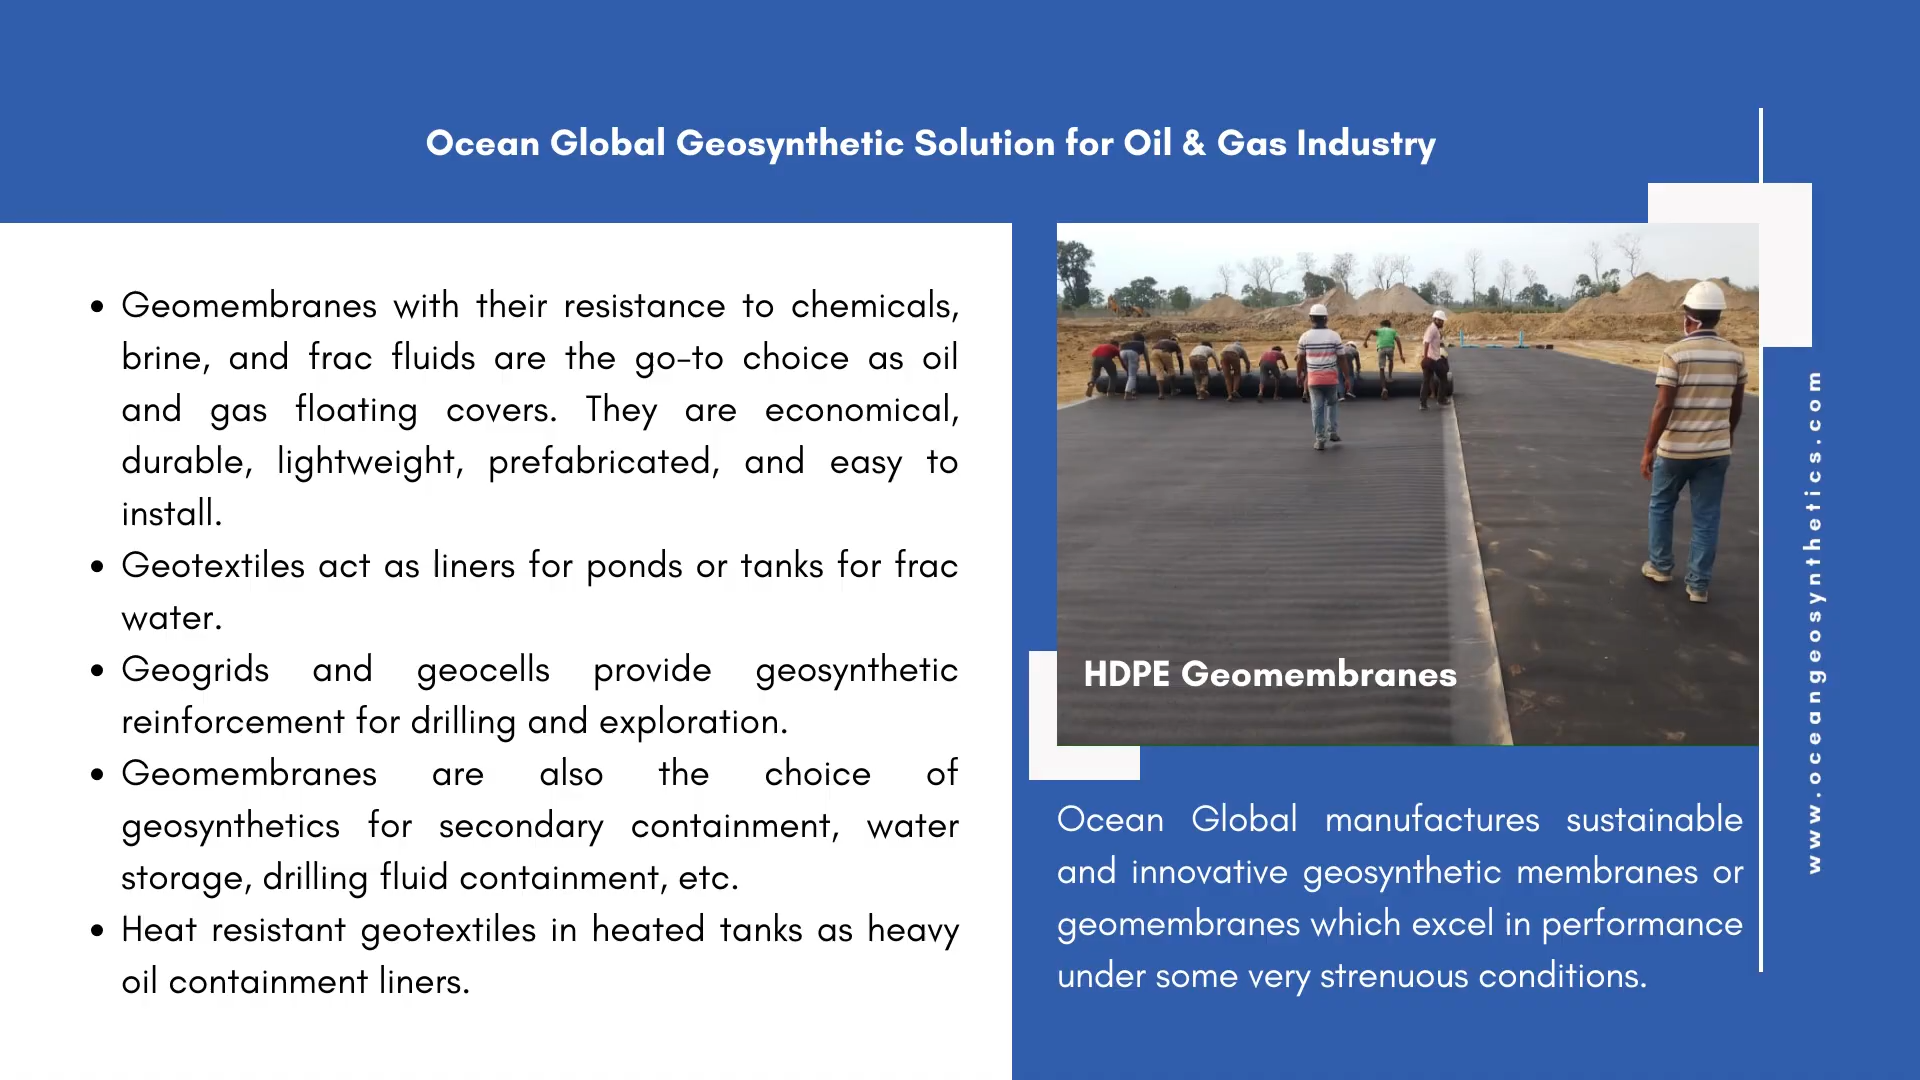 Ocean Global Geosynthetic Solution for Oil & Gas Industry
• Geomembranes with their resistance to chemicals,
brine, and frac fluids are the go-to choice as oil
and gas floating covers. They are economical,
durable, lightweight, prefabricated, and easy to
install.
• Geotextiles act as liners for ponds or tanks for frac
water.
• Geogrids and geocells provide geosynthetic
reinforcement for drilling and exploration.
• Geomembranes are also the choice of
geosynthetics for secondary containment, water
storage, drilling fluid containment, etc.
• Heat resistant geotextiles in heated tanks as heavy
oil containment liners.
HDPE Geomembranes
Ocean Global manufactures sustainable
and innovative geosynthetic membranes or
geomembranes which excel in performance
under some very strenuous conditions.
www.oceangeosynthetics.com